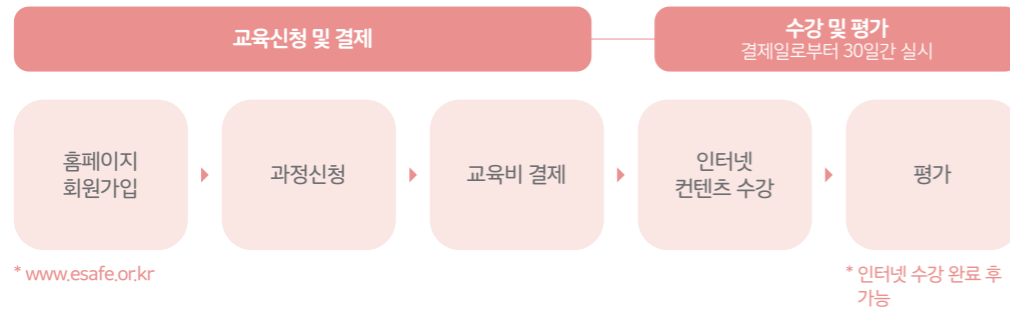 교육신청 및 결제
수강 및 평가
결제일로부터 30일간 실시
홈페이지
회원가입
과정신청
교육비 결제
인터넷
컨텐츠 수강
평가
* www.esafe.or.kr
* 인터넷 수강 완료 후
가능